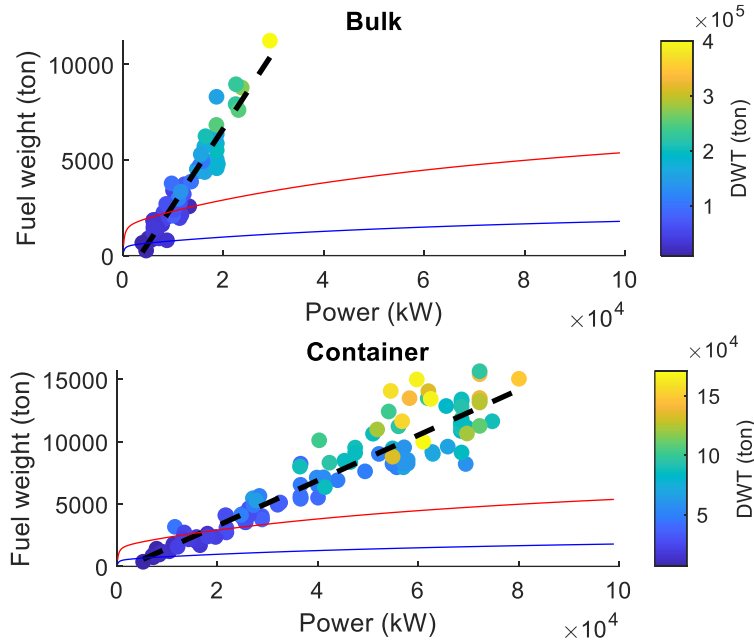 Bulk
×10^5
10000
5000
0
Fuel weight (ton)
0 2 4 6 8 10
Power (kW)
×10^4
4
3
2
1
DWT (ton)
Container
×10^4
15000
10000
5000
0
Fuel weight (ton)
0 2 4 6 8 10
Power (kW)
×10^4
15
10
5
DWT (ton)